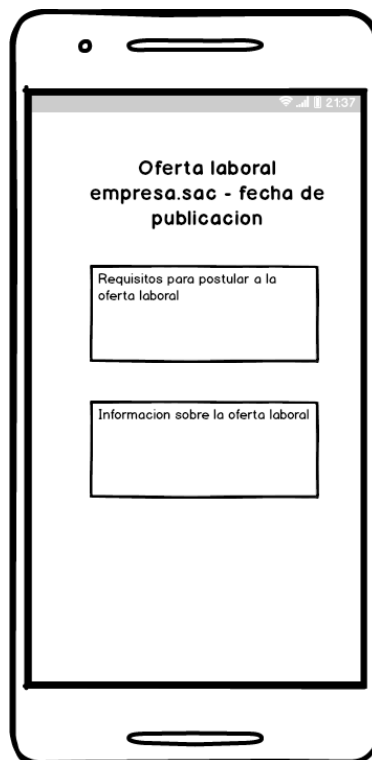 21:37
Oferta laboral
empresa.sac - fecha de
publicacion
Requisitos para postular a la
oferta laboral
Informacion sobre la oferta laboral